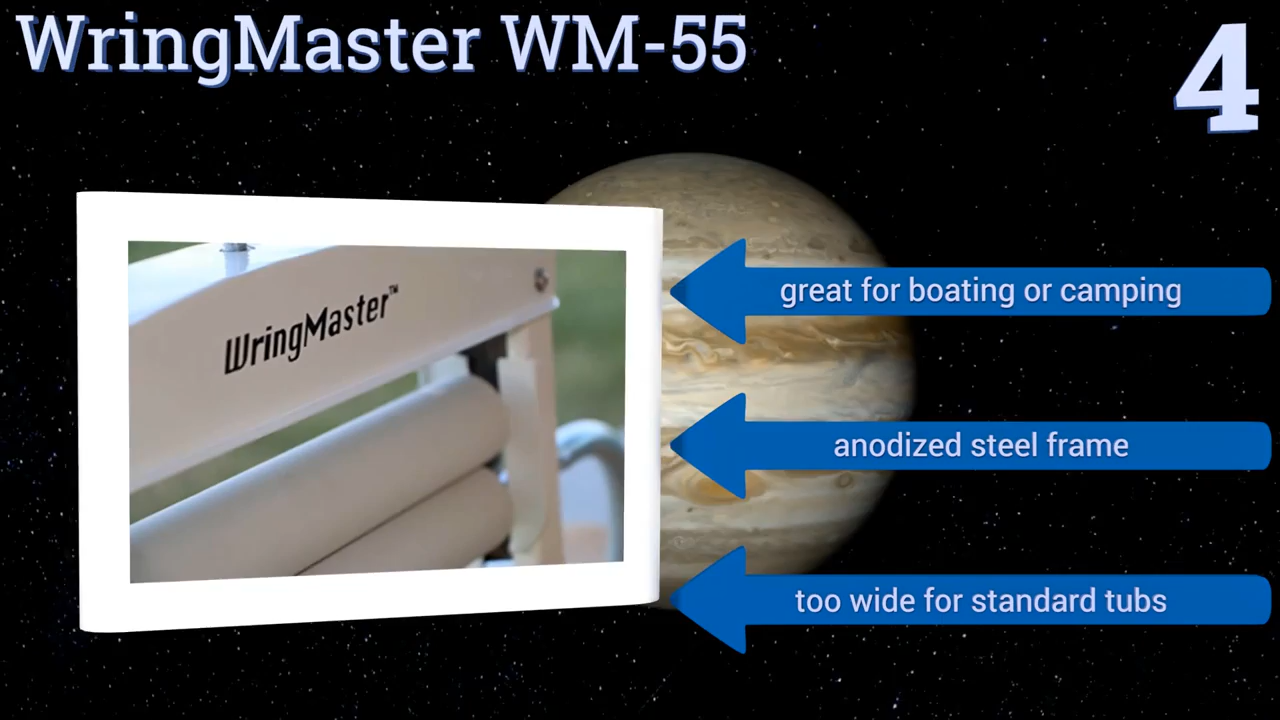 WringMaster WM-55
4
WringMaster™
great for boating or camping
anodized steel frame
too wide for standard tubs